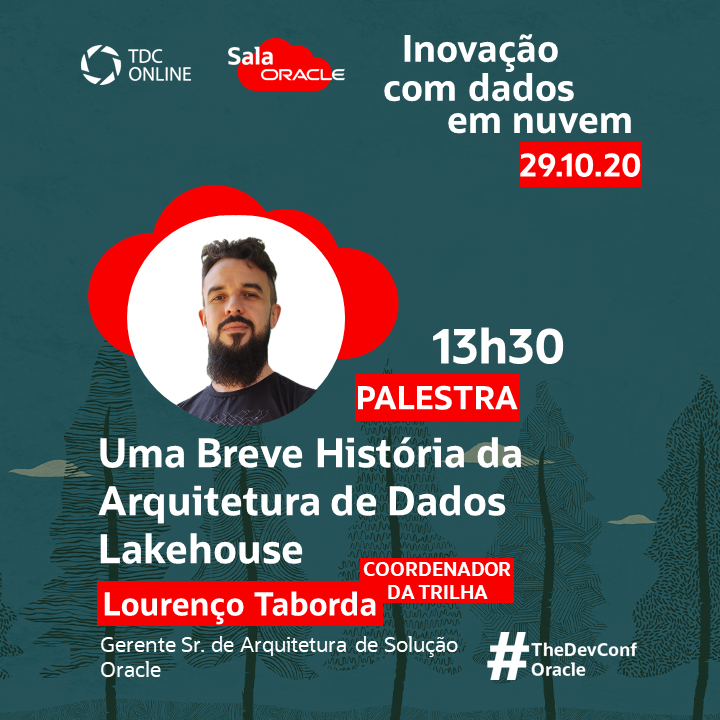 TDC
ONLINE
Sala
ORACLE
Inovação
com dados
em nuvem
29.10.20
13h30
PALESTRA
Uma Breve História da
Arquitetura de Dados
Lakehouse
COORDENADOR
DA TRILHA
Lourenço Taborda
Gerente Sr. de Arquitetura de Solução
Oracle
#TheDevConf
Oracle